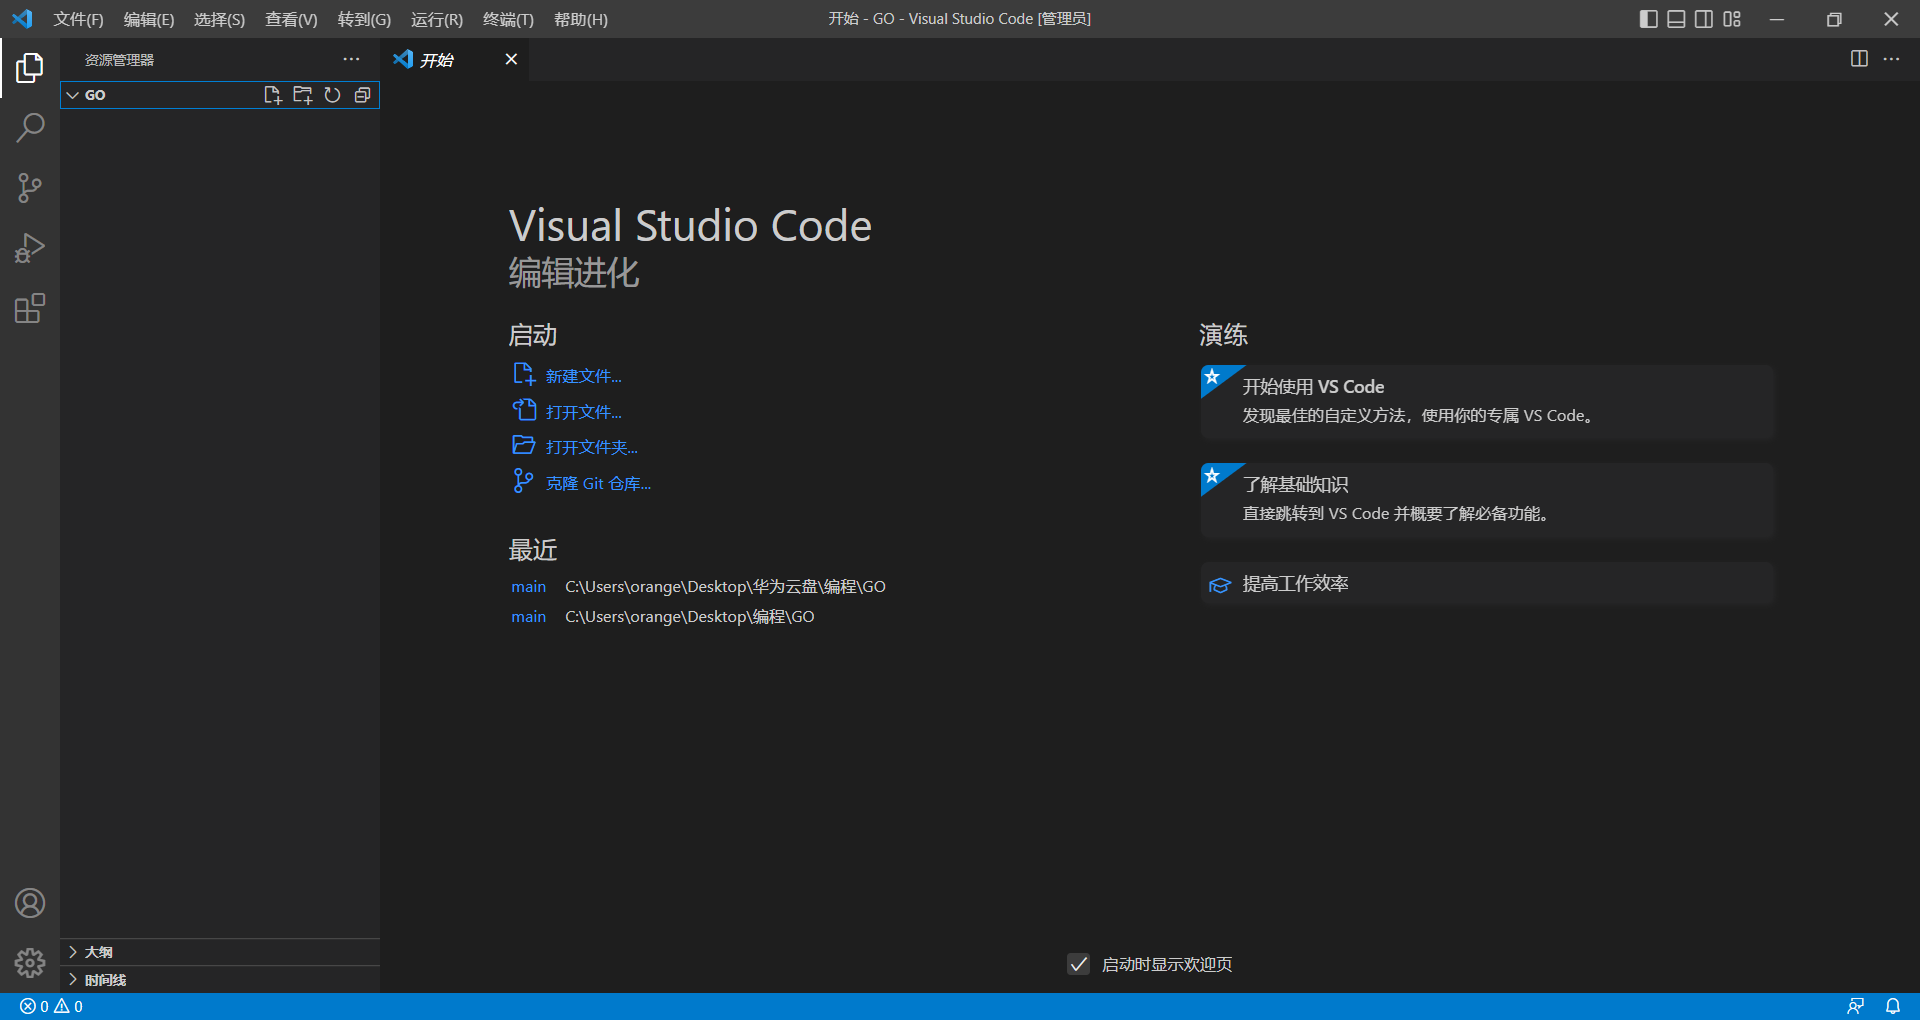 文件(F) 编辑(E) 选择(S) 查看(V) 转到(G) 运行(R) 终端(T) 帮助(H) 开始 - GO - Visual Studio Code [管理员]
资源管理器
开始
GO
Visual Studio Code
编辑进化
启动
新建文件...
打开文件...
打开文件夹...
克隆 Git 仓库...
最近
main C:\Users\orange\Desktop\华为云盘\编程\GO
main C:\Users\orange\Desktop\编程\GO
演练
开始使用 VS Code
发现最佳的自定义方法，使用你的专属 VS Code。
了解基础知识
直接跳转到 VS Code 并概要了解必备功能。
提高工作效率
大纲
时间线
启动时显示欢迎页
0 0